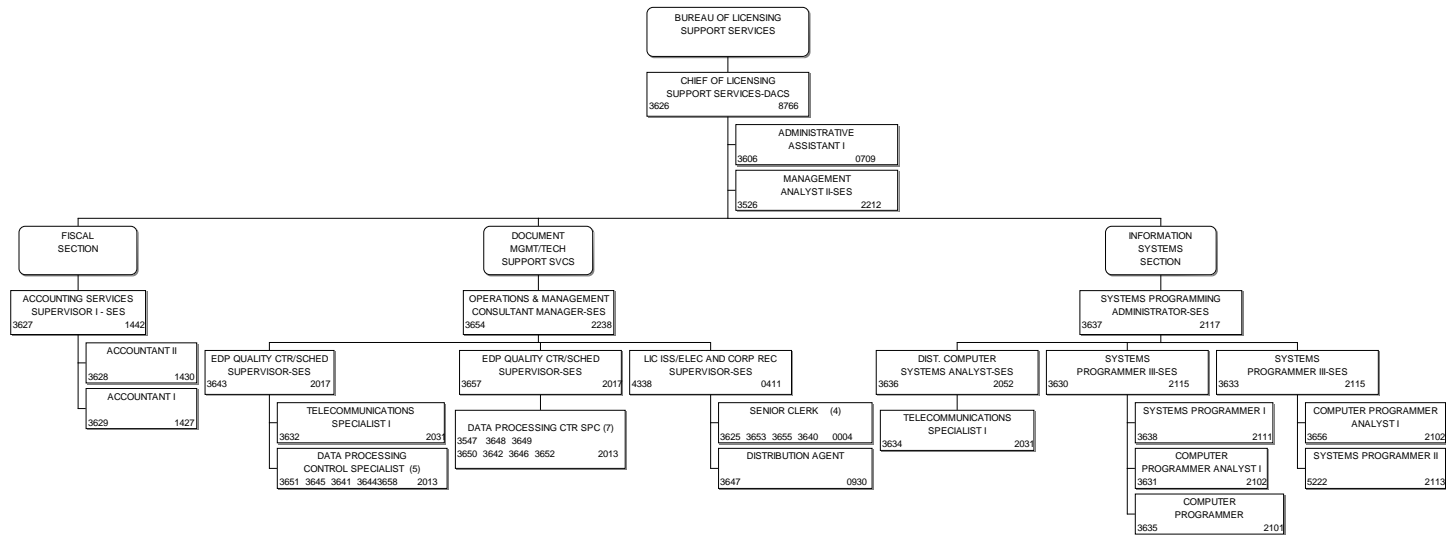 BUREAU OF LICENSING
SUPPORT SERVICES
CHIEF OF LICENSING
SUPPORT SERVICES-DACS
3626 8766
ADMINISTRATIVE
ASSISTANT I
3606 0709
MANAGEMENT
ANALYST II-SES
3526 2212
FISCAL
SECTION
ACCOUNTING SERVICES
SUPERVISOR I - SES
3627 1442
ACCOUNTANT II
3628 1430
ACCOUNTANT I
3629 1427
DOCUMENT
MGMT/TECH
SUPPORT SVCS
OPERATIONS & MANAGEMENT
CONSULTANT MANAGER-SES
3654 2238
EDP QUALITY CTR/SCHED
SUPERVISOR-SES
3643 2017
TELECOMMUNICATIONS
SPECIALIST I
3632 2031
DATA PROCESSING
CONTROL SPECIALIST (5)
3651 3645 3641 36443658 2013
EDP QUALITY CTR/SCHED
SUPERVISOR-SES
3657 2017
DATA PROCESSING CTR SPC (7)
3547 3648 3649
3650 3642 3646 3652 2013
LIC ISS/ELEC AND CORP REC
SUPERVISOR-SES
4338 0411
SENIOR CLERK (4)
3625 3653 3655 3640 0004
DISTRIBUTION AGENT
3647 0930
INFORMATION
SYSTEMS
SECTION
SYSTEMS PROGRAMMING
ADMINISTRATOR-SES
3637 2117
DIST. COMPUTER
SYSTEMS ANALYST-SES
3636 2052
TELECOMMUNICATIONS
SPECIALIST I
3634 2031
SYSTEMS
PROGRAMMER III-SES
3630 2115
SYSTEMS PROGRAMMER I
3638 2111
COMPUTER
PROGRAMMER ANALYST I
3631 2102
COMPUTER
PROGRAMMER
3635 2101
SYSTEMS
PROGRAMMER III-SES
3633 2115
COMPUTER PROGRAMMER
ANALYST I
3656 2102
SYSTEMS PROGRAMMER II
5222 2113